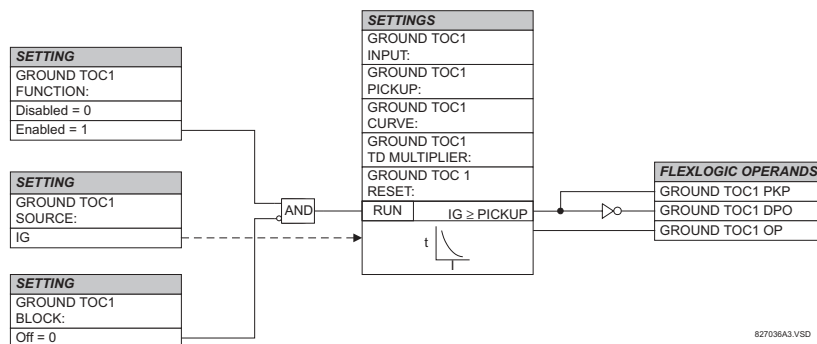 SETTING
GROUND TOC1
FUNCTION:
Disabled = 0
Enabled = 1
SETTING
GROUND TOC1
SOURCE:
IG
SETTING
GROUND TOC1
BLOCK:
Off = 0
AND
SETTINGS
GROUND TOC1
INPUT:
GROUND TOC1
PICKUP:
GROUND TOC1
CURVE:
GROUND TOC1
TD MULTIPLIER:
GROUND TOC 1
RESET:
RUN
IG ≥ PICKUP
t
I
FLEXLOGIC OPERANDS
GROUND TOC1 PKP
GROUND TOC1 DPO
GROUND TOC1 OP
827036A3.VSD